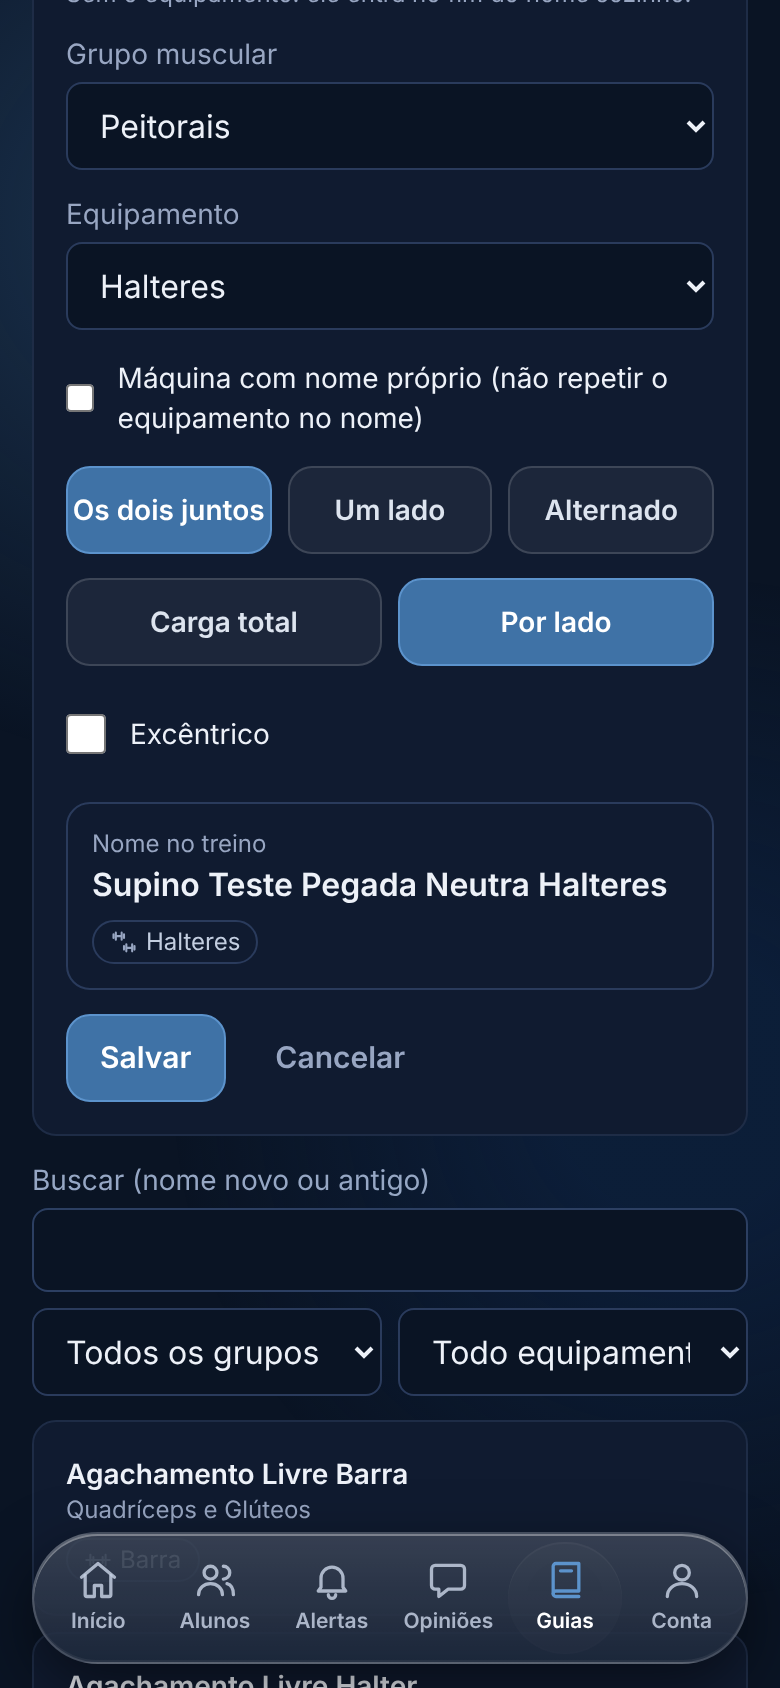 Grupo muscular
Peitorais
Equipamento
Halteres
Máquina com nome próprio (não repetir o
equipamento no nome)
Os dois juntos
Um lado
Alternado
Carga total
Por lado
Excêntrico
Nome no treino
Supino Teste Pegada Neutra Halteres
Halteres
Salvar
Cancelar
Buscar (nome novo ou antigo)
Todos os grupos
Todo equipament
Agachamento Livre Barra
Quadríceps e Glúteos
Barra
Início
Alunos
Alertas
Opiniões
Guias
Conta
Agachamento Livre Halter